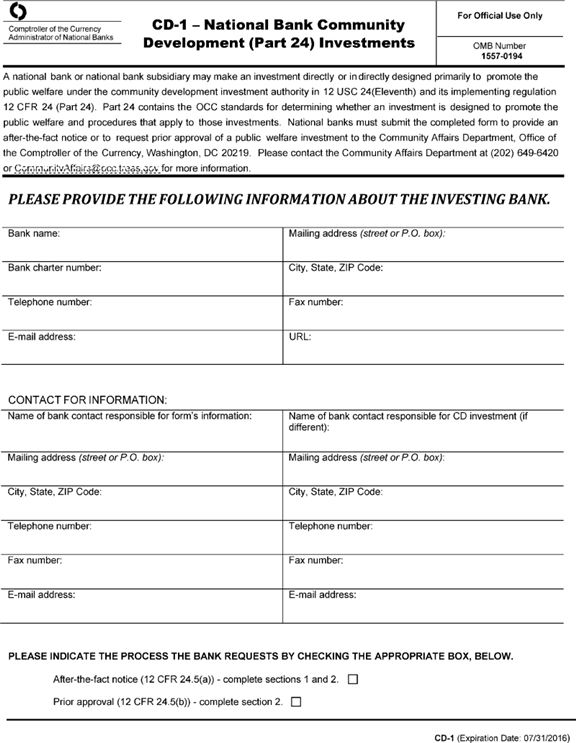 Comptroller of the Currency
Administrator of National Banks
CD-1 – National Bank Community
Development (Part 24) Investments
For Official Use Only
OMB Number
1557-0194
A national bank or national bank subsidiary may make an investment directly or indirectly designed primarily to promote the
public welfare under the community development investment authority in 12 USC 24(Eleventh) and its implementing regulation
12 CFR 24 (Part 24). Part 24 contains the OCC standards for determining whether an investment is designed to promote the
public welfare and procedures that apply to those investments. National banks must submit the completed form to provide an
after-the-fact notice or to request prior approval of a public welfare investment to the Community Affairs Department, Office of
the Comptroller of the Currency, Washington, DC 20219. Please contact the Community Affairs Department at (202) 649-6420
or for more information.
PLEASE PROVIDE THE FOLLOWING INFORMATION ABOUT THE INVESTING BANK.
Bank name:
Mailing address (street or P.O. box):
Bank charter number:
City, State, ZIP Code:
Telephone number:
Fax number:
E-mail address:
URL:
CONTACT FOR INFORMATION:
Name of bank contact responsible for form's information:
Name of bank contact responsible for CD investment (if
different):
Mailing address (street or P.O. box):
Mailing address (street or P.O. box):
City, State, ZIP Code:
City, State, ZIP Code:
Telephone number:
Telephone number:
Fax number:
Fax number:
E-mail address:
E-mail address:
PLEASE INDICATE THE PROCESS THE BANK REQUESTS BY CHECKING THE APPROPRIATE BOX, BELOW.
After-the-fact notice (12 CFR 24.5(a)) - complete sections 1 and 2.
Prior approval (12 CFR 24.5(b)) - complete section 2.
CD-1 (Expiration Date: 07/31/2016)